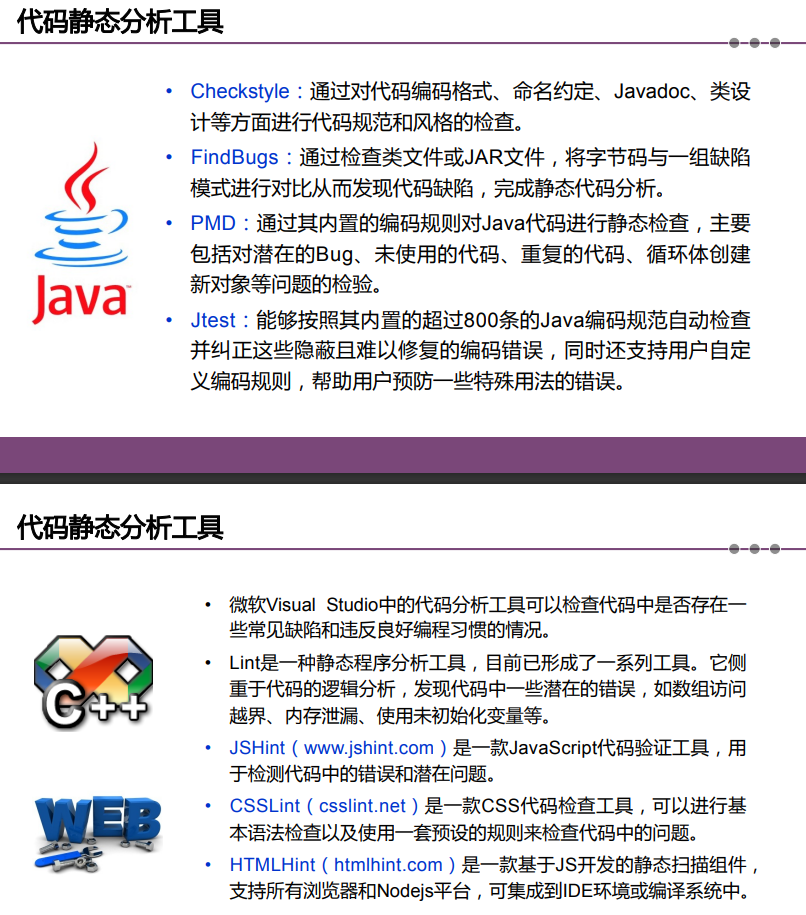 代码静态分析工具
• Checkstyle：通过对代码编码格式、命名约定、Javadoc、类设
计等方面进行代码规范和风格的检查。
• FindBugs：通过检查类文件或JAR文件，将字节码与一组缺陷
模式进行对比从而发现代码缺陷，完成静态代码分析。
• PMD：通过其内置的编码规则对Java代码进行静态检查，主要
包括对潜在的Bug、未使用的代码、重复的代码、循环体创建
新对象等问题的检验。
• Jtest：能够按照其内置的超过800条的Java编码规范自动检查
并纠正这些隐蔽且难以修复的编码错误，同时还支持用户自定
义编码规则，帮助用户预防一些特殊用法的错误。
Java™
代码静态分析工具
• 微软Visual Studio中的代码分析工具可以检查代码中是否存在一
些常见缺陷和违反良好编程习惯的情况。
• Lint是一种静态程序分析工具，目前已形成了一系列工具。它侧
重于代码的逻辑分析，发现代码中一些潜在的错误，如数组访问
越界、内存泄漏、使用未初始化变量等。
C++
• JSHint（www.jshint.com）是一款JavaScript代码验证工具，用
于检测代码中的错误和潜在问题。
• CSSLint（csslint.net）是一款CSS代码检查工具，可以进行基
本语法检查以及使用一套预设的规则来检查代码中的问题。
• HTMLHint（htmlhint.com）是一款基于JS开发的静态扫描组件，
支持所有浏览器和Nodejs平台，可集成到IDE环境或编译系统中。
WEB